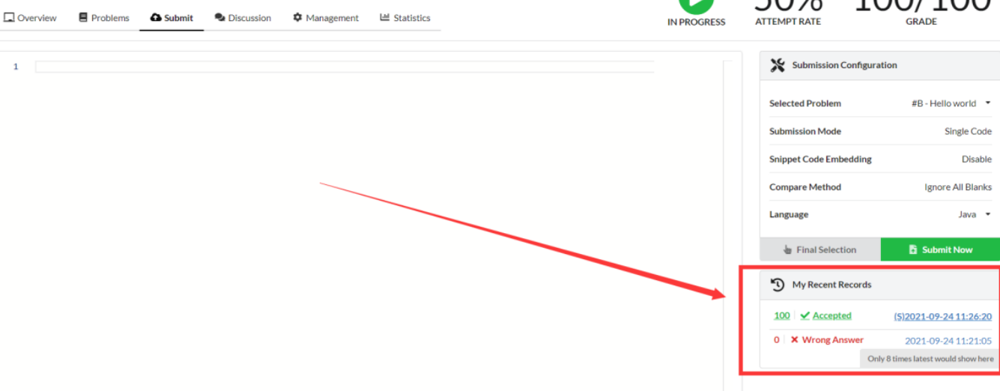 50% 100/100
Overview Problems Submit Discussion Management Statistics
IN PROGRESS ATTEMPT RATE GRADE
1
Submission Configuration
Selected Problem #B - Hello world
Submission Mode Single Code
Snippet Code Embedding Disable
Compare Method Ignore All Blanks
Language Java
Final Selection Submit Now
My Recent Records
100 Accepted (S)2021-09-24 11:26:20
0 Wrong Answer 2021-09-24 11:21:05
Only 8 times latest would show here